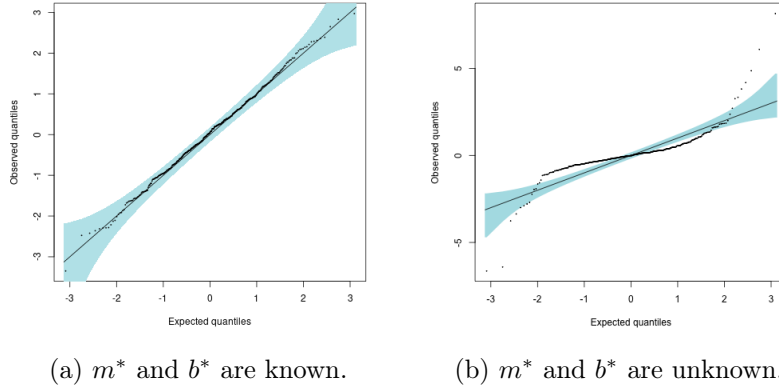 3
2
1
0
-1
-2
-3
Observed quantiles
-3 -2 -1 0 1 2 3
Expected quantiles
(a) m* and b* are known.
5
0
-5
Observed quantiles
-3 -2 -1 0 1 2 3
Expected quantiles
(b) m* and b* are unknown.